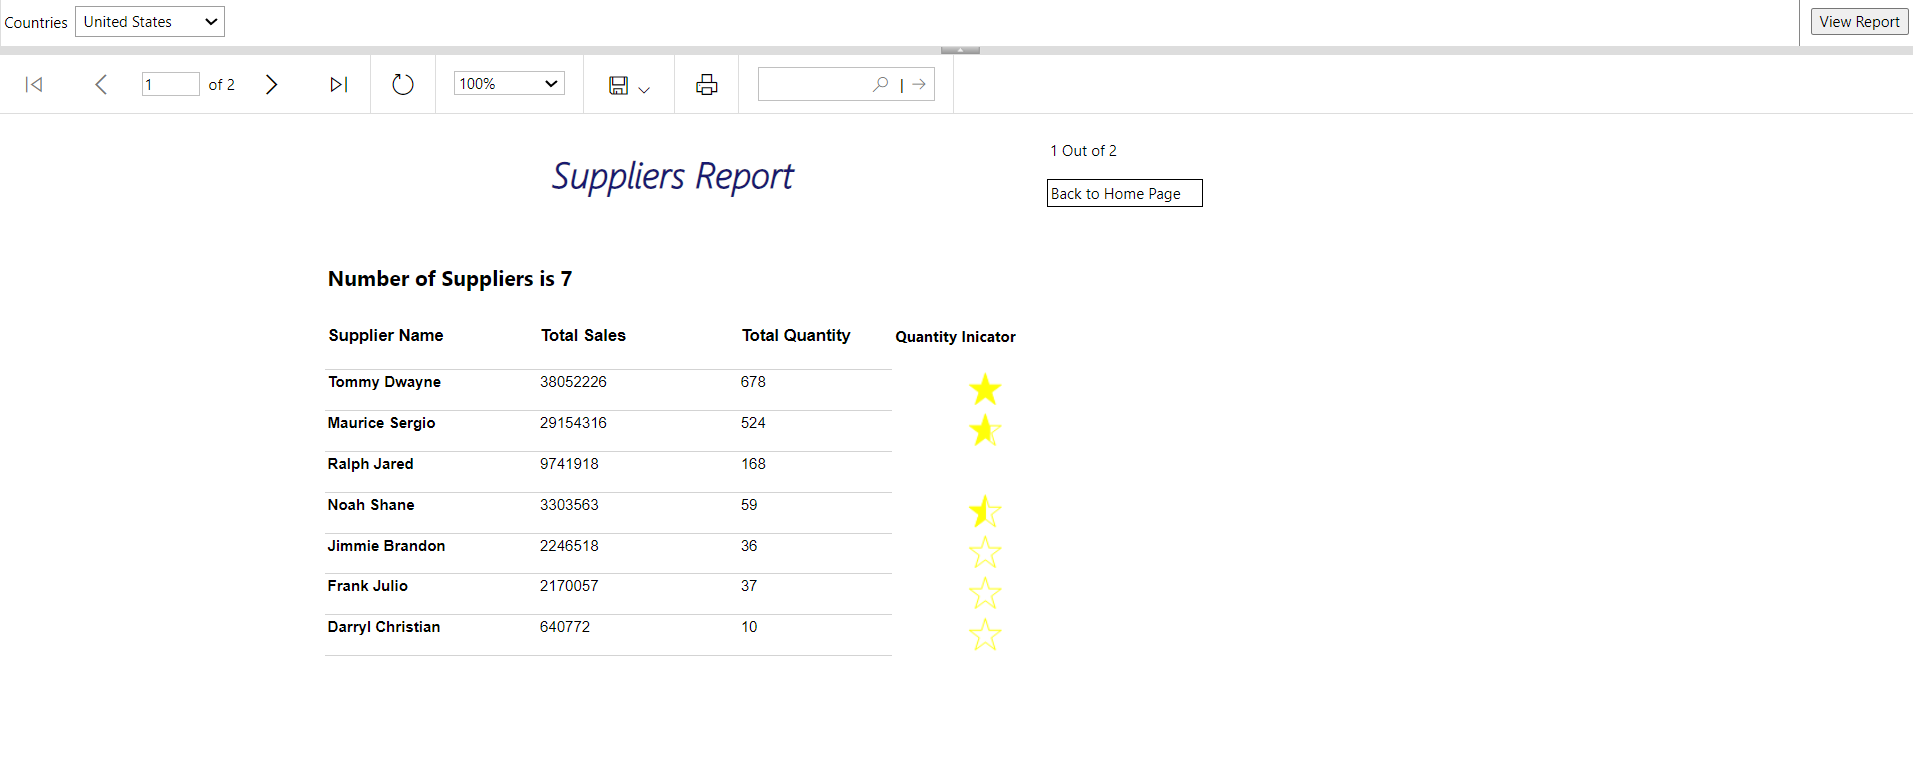 Countries United States View Report
1 of 2 100% |
1 Out of 2
Suppliers Report
Back to Home Page
Number of Suppliers is 7
Supplier Name Total Sales Total Quantity Quantity Inicator
Tommy Dwayne 38052226 678
Maurice Sergio 29154316 524
Ralph Jared 9741918 168
Noah Shane 3303563 59
Jimmie Brandon 2246518 36
Frank Julio 2170057 37
Darryl Christian 640772 10